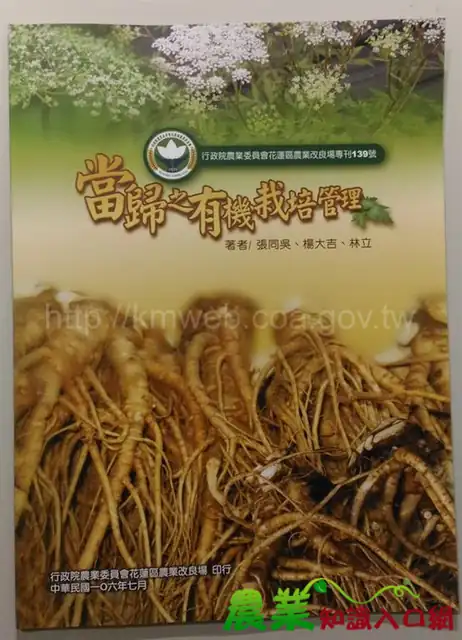 行政院農業委員會花蓮區農業改良場專刊139號
當歸之有機栽培管理
著者/ 張同吳、楊大吉、林立
http://kmweb.coa.gov.tw
行政院農業委員會花蓮區農業改良場 印行
中華民國一○六年七月
農業知識入口網